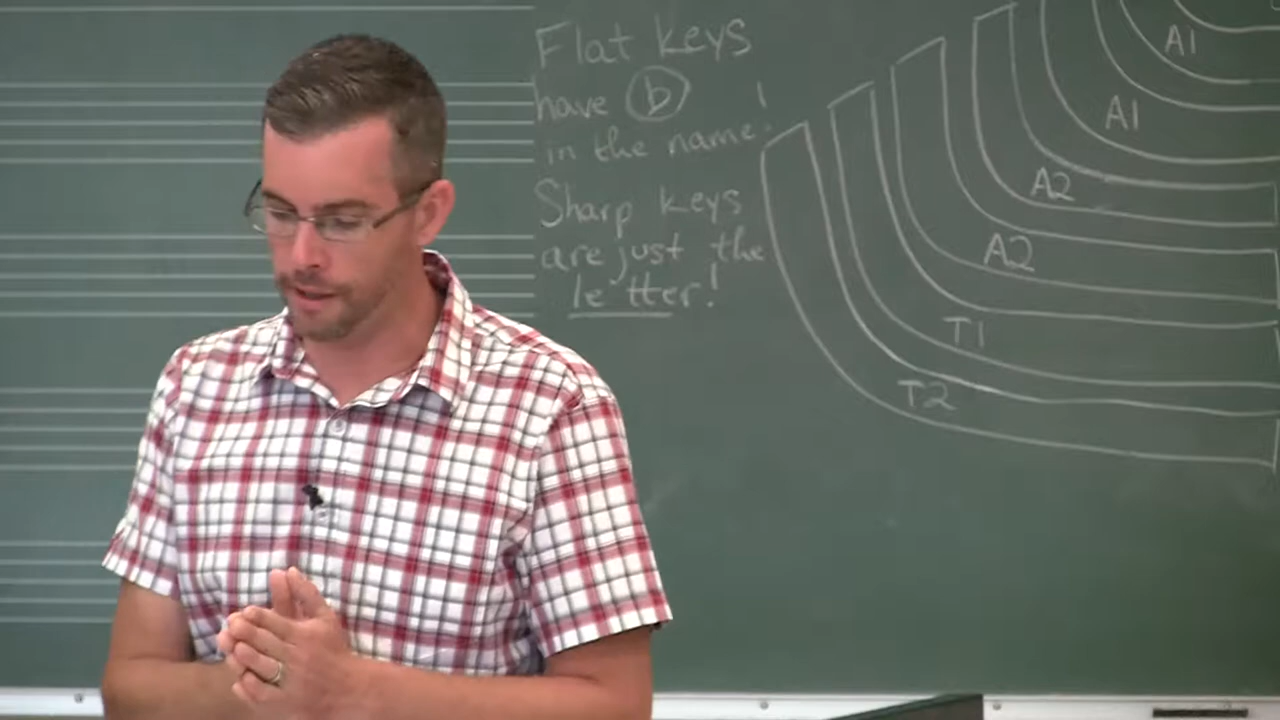 Flat keys
have b
in the name!
Sharp keys
are just the
letter!
A1
A1
A2
A2
T1
T2